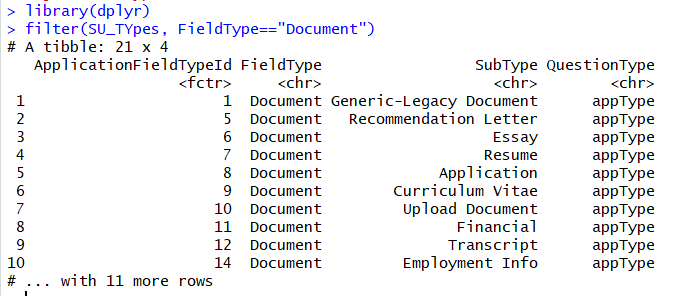 > library(dplyr)
> filter(SU_TYpes, FieldType=="Document")
# A tibble: 21 x 4
   ApplicationFieldTypeId FieldType                 SubType QuestionType
                   <fctr>     <chr>                   <chr>        <chr>
 1                      1  Document Generic-Legacy Document      appType
 2                      5  Document   Recommendation Letter      appType
 3                      6  Document                   Essay      appType
 4                      7  Document                  Resume      appType
 5                      8  Document             Application      appType
 6                      9  Document        Curriculum Vitae      appType
 7                     10  Document         Upload Document      appType
 8                     11  Document               Financial      appType
 9                     12  Document              Transcript      appType
10                     14  Document         Employment Info      appType
# ... with 11 more rows